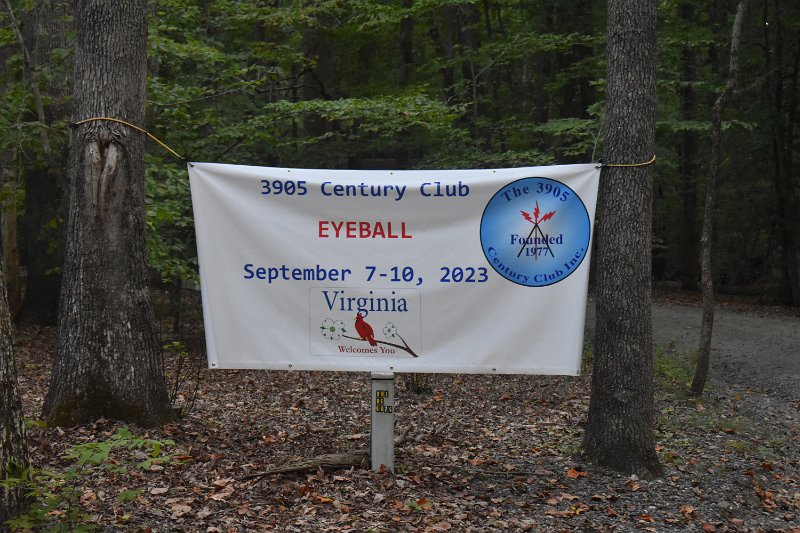 3905 Century Club
EYEBALL
September 7-10, 2023
Virginia
Welcomes You
The 3905
Founded
1977
Century Club Inc.